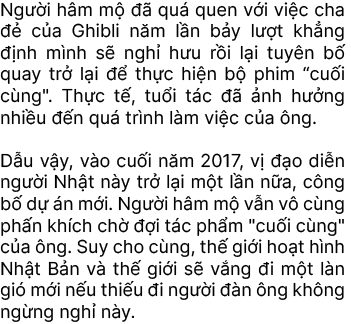 Người hâm mộ đã quá quen với việc cha
đẻ của Ghibli năm lần bảy lượt khẳng
định mình sẽ nghỉ hưu rồi lại tuyên bố
quay trở lại để thực hiện bộ phim “cuối
cùng". Thực tế, tuổi tác đã ảnh hưởng
nhiều đến quá trình làm việc của ông.

Dẫu vậy, vào cuối năm 2017, vị đạo diễn
người Nhật này trở lại một lần nữa, công
bố dự án mới. Người hâm mộ vẫn vô cùng
phấn khích chờ đợi tác phẩm "cuối cùng"
của ông. Suy cho cùng, thế giới hoạt hình
Nhật Bản và thế giới sẽ vắng đi một làn
gió mới nếu thiếu đi người đàn ông không
ngừng nghỉ này.